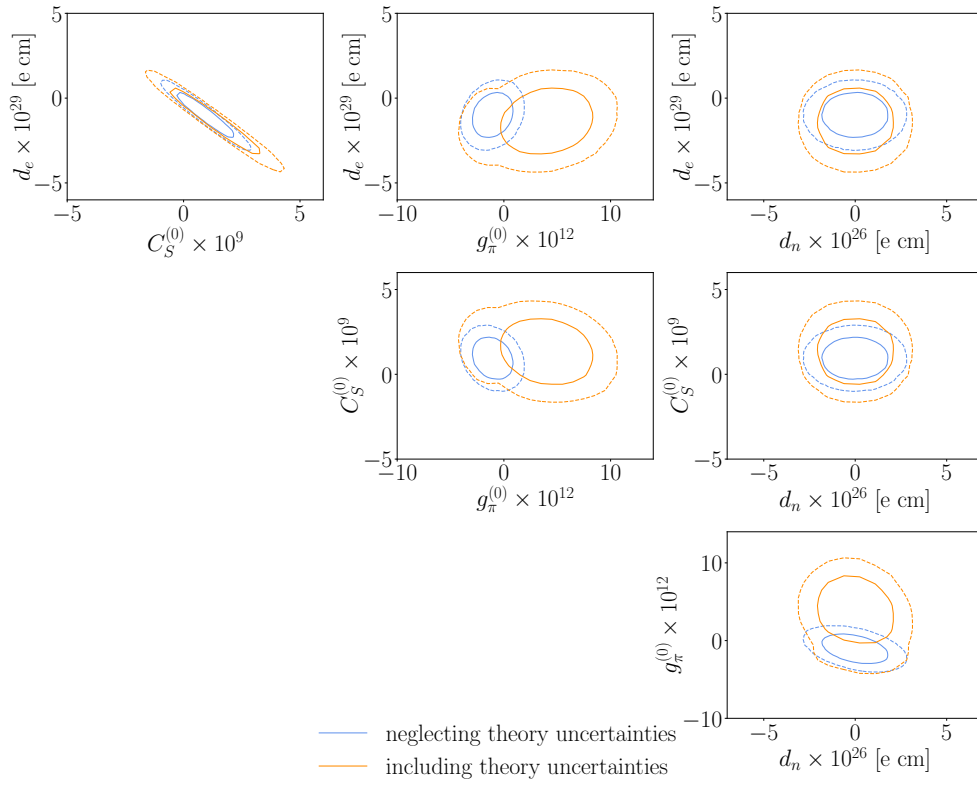 5
0
−5
d_e × 10^29 [e cm]
−5 0 5
C_S^(0) × 10^9
5
0
−5
d_e × 10^29 [e cm]
−10 0 10
g_π^(0) × 10^12
5
0
−5
d_e × 10^29 [e cm]
−5 0 5
d_n × 10^26 [e cm]
5
0
−5
C_S^(0) × 10^9
−10 0 10
g_π^(0) × 10^12
5
0
−5
C_S^(0) × 10^9
−5 0 5
d_n × 10^26 [e cm]
10
0
−10
g_π^(0) × 10^12
−5 0 5
d_n × 10^26 [e cm]
neglecting theory uncertainties
including theory uncertainties